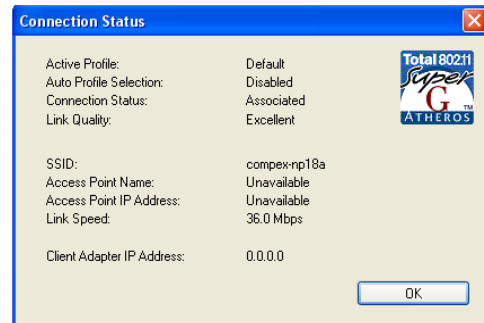 Connection Status
Active Profile: Default
Auto Profile Selection: Disabled
Connection Status: Associated
Link Quality: Excellent
Total 802.11
Super
G
TM
ATHEROS
SSID: compex-np18a
Access Point Name: Unavailable
Access Point IP Address: Unavailable
Link Speed: 36.0 Mbps
Client Adapter IP Address: 0.0.0.0
OK